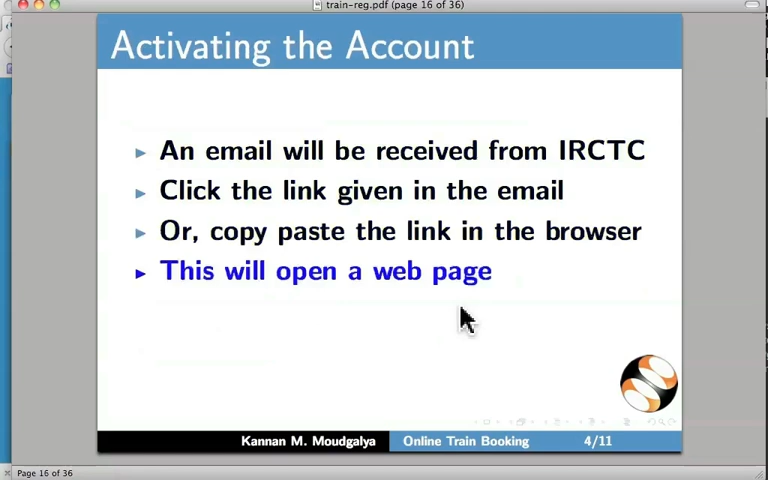 train-reg.pdf (page 16 of 36)
Activating the Account
An email will be received from IRCTC
Click the link given in the email
Or, copy paste the link in the browser
This will open a web page
Kannan M. Moudgalya Online Train Booking 4/11
Page 16 of 36